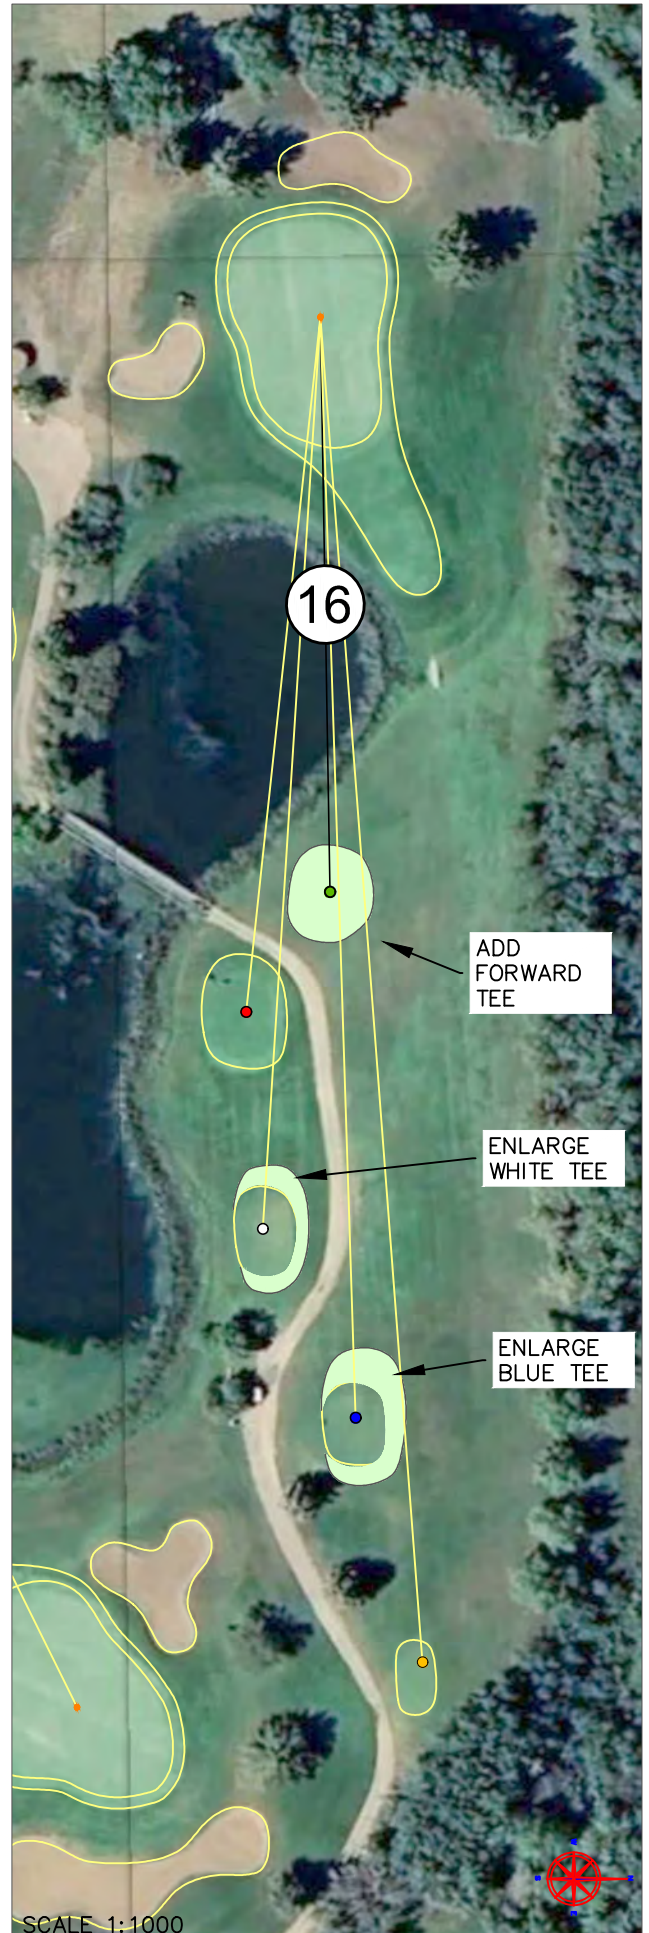 16
ADD
FORWARD
TEE
ENLARGE
WHITE TEE
ENLARGE
BLUE TEE
SCALE 1:1000